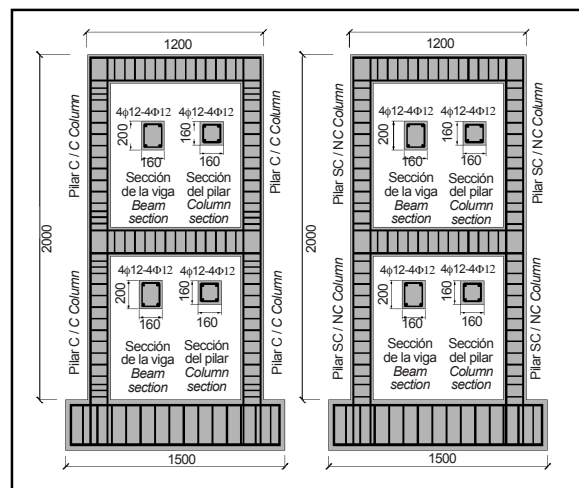 1200
2000
Pilar C / C Column
Pilar C / C Column
4ϕ12-4Φ12
4ϕ12-4Φ12
200
160
160
160
Sección
de la viga
Beam
section
Sección
del pilar
Column
section
Pilar C / C Column
Pilar C / C Column
4ϕ12-4Φ12
4ϕ12-4Φ12
200
160
160
160
Sección
de la viga
Beam
section
Sección
del pilar
Column
section
1500
1200
2000
Pilar SC / NC Column
Pilar SC / NC Column
4ϕ12-4Φ12
4ϕ12-4Φ12
200
160
160
160
Sección
de la viga
Beam
section
Sección
del pilar
Column
section
Pilar SC / NC Column
Pilar SC / NC Column
4ϕ12-4Φ12
4ϕ12-4Φ12
200
160
160
160
Sección
de la viga
Beam
section
Sección
del pilar
Column
section
1500